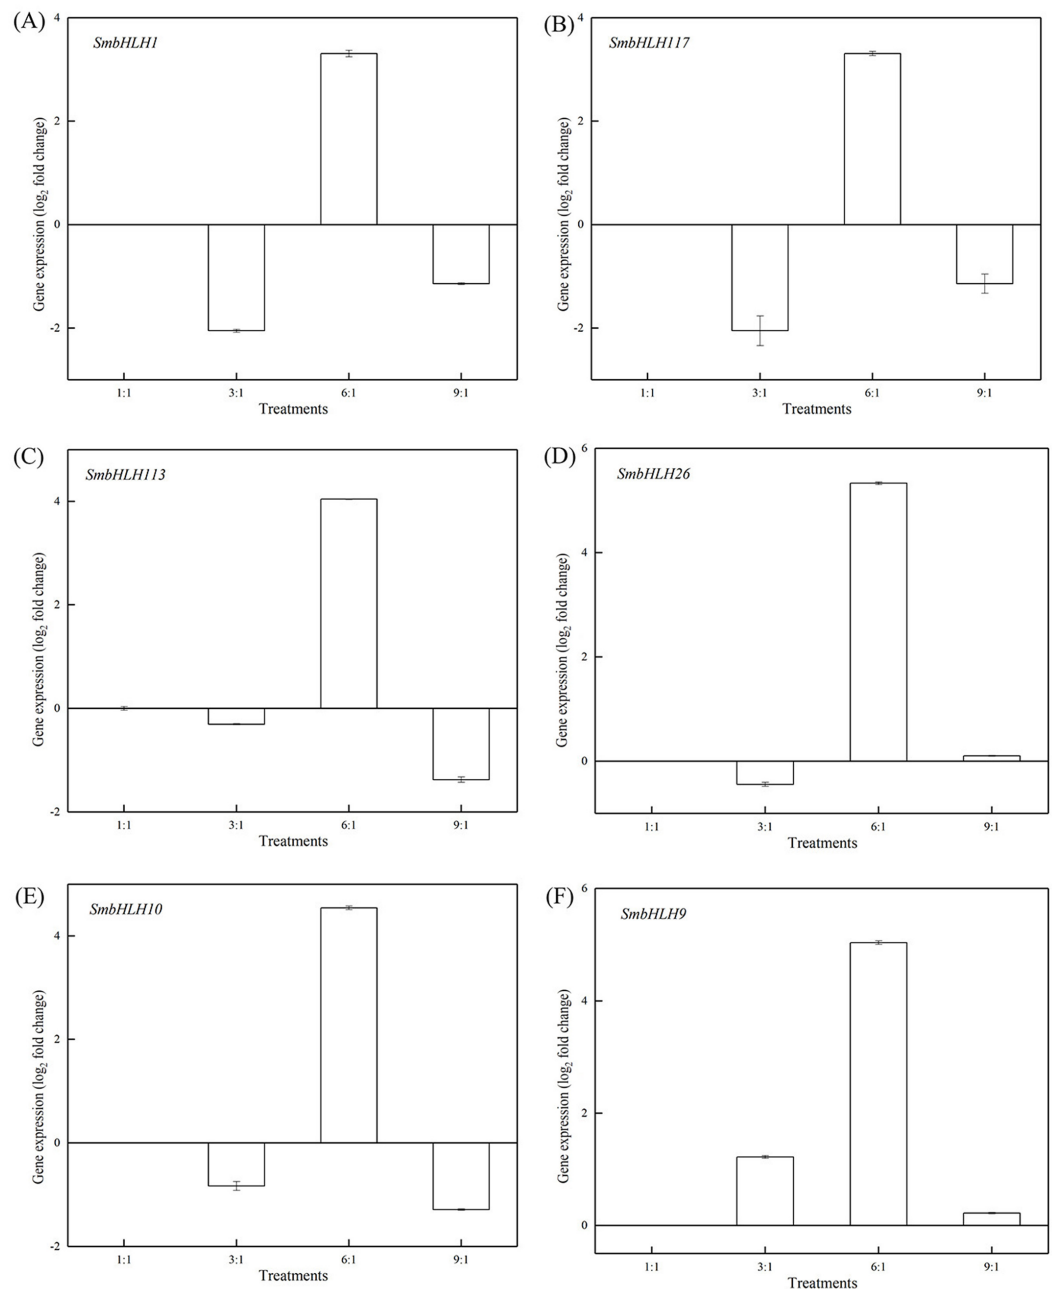 (A)
SmbHLH1
Gene expression (log2 fold change)
4
2
0
-2
1:1 3:1 6:1 9:1
Treatments
(B)
SmbHLH117
Gene expression (log2 fold change)
4
2
0
-2
1:1 3:1 6:1 9:1
Treatments
(C)
SmbHLH113
Gene expression (log2 fold change)
4
2
0
-2
1:1 3:1 6:1 9:1
Treatments
(D)
SmbHLH26
Gene expression (log2 fold change)
6
4
2
0
1:1 3:1 6:1 9:1
Treatments
(E)
SmbHLH10
Gene expression (log2 fold change)
4
2
0
-2
1:1 3:1 6:1 9:1
Treatments
(F)
SmbHLH9
Gene expression (log2 fold change)
6
4
2
0
1:1 3:1 6:1 9:1
Treatments